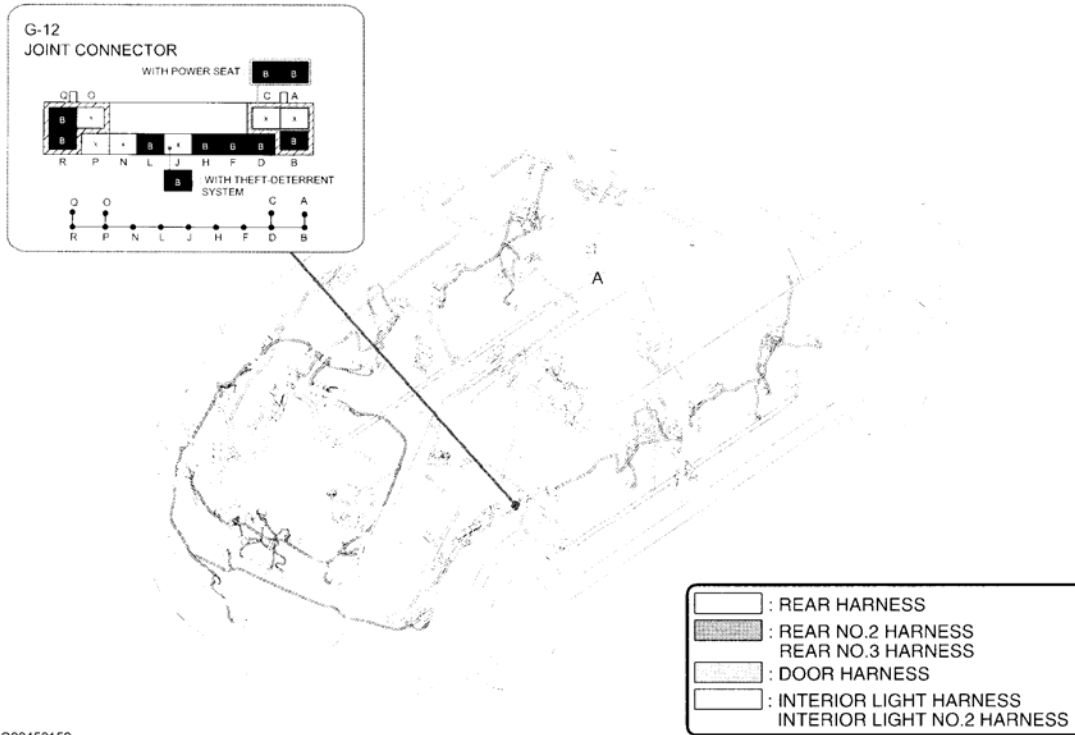 G-12
JOINT CONNECTOR
WITH POWER SEAT : B B
Q O C A
B x x x
B x x B x B B B B
R P N L J H F D B
B : WITH THEFT-DETERRENT
SYSTEM
Q O C A
R P N L J H F D B
A
: REAR HARNESS
: REAR NO.2 HARNESS
REAR NO.3 HARNESS
: DOOR HARNESS
: INTERIOR LIGHT HARNESS
INTERIOR LIGHT NO.2 HARNESS